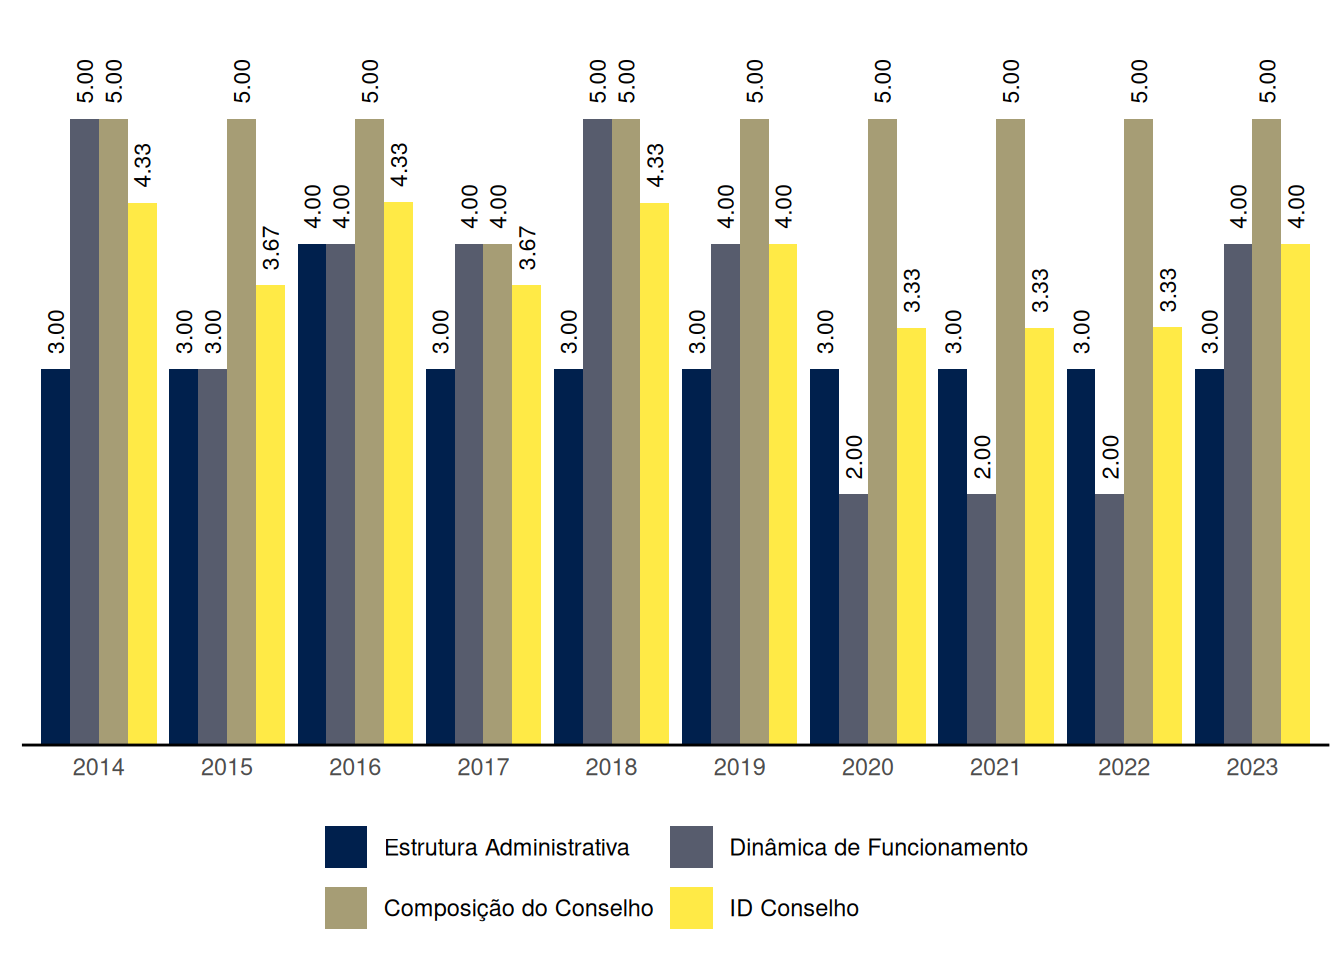 5.00 5.00 5.00 5.00 5.00 5.00 5.00 5.00 5.00 5.00 5.00
4.33 4.33 4.33
4.00 4.00 4.00 4.00 4.00 4.00 4.00 4.00
3.67 3.67
3.33 3.33 3.33
3.00 3.00 3.00 3.00 3.00 3.00 3.00 3.00 3.00 3.00
2.00 2.00 2.00
2014 2015 2016 2017 2018 2019 2020 2021 2022 2023
Estrutura Administrativa Dinâmica de Funcionamento
Composição do Conselho ID Conselho